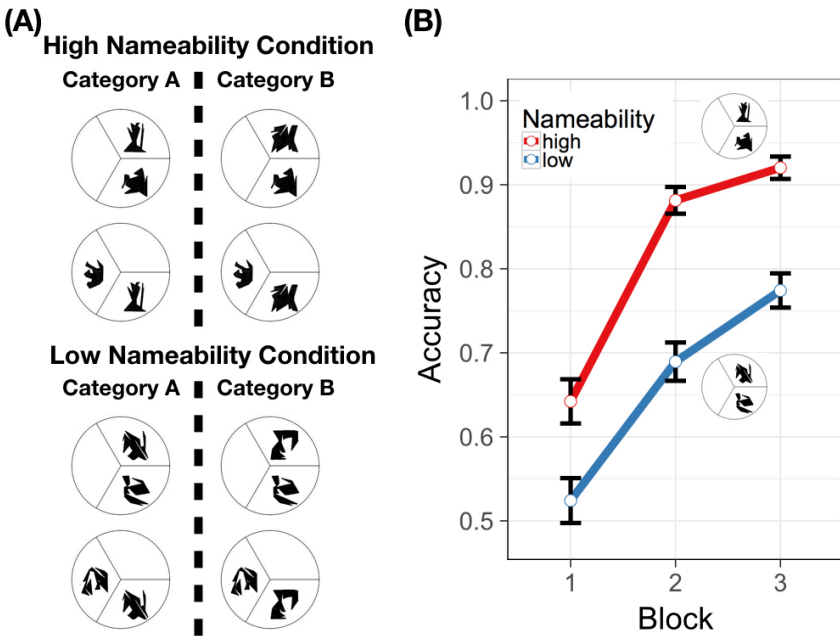 (A)
High Nameability Condition
Category A
Category B
Low Nameability Condition
Category A
Category B
(B)
Nameability
high
low
Accuracy
1.0
0.9
0.8
0.7
0.6
0.5
1 2 3
Block